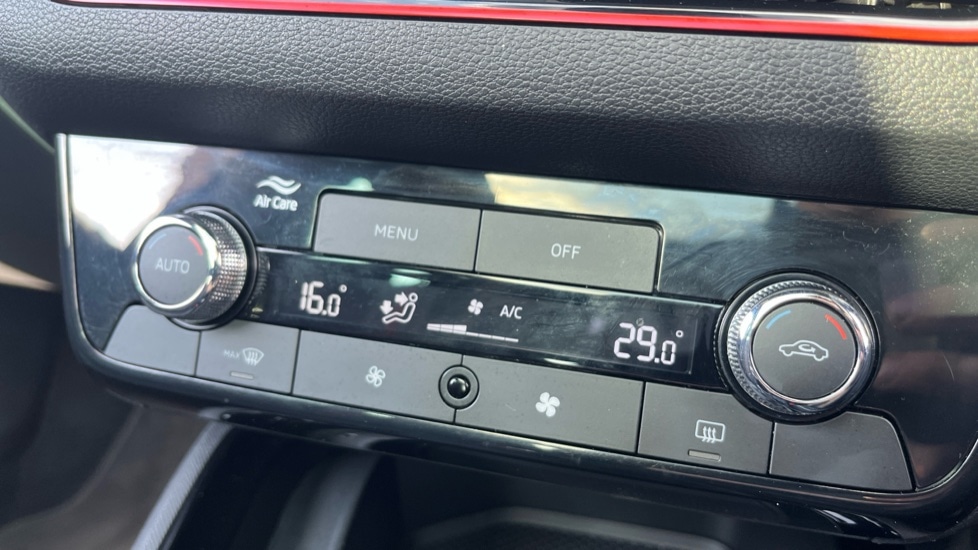 Air Care
MENU
OFF
AUTO
16.0°
A/C
29.0°
MAX